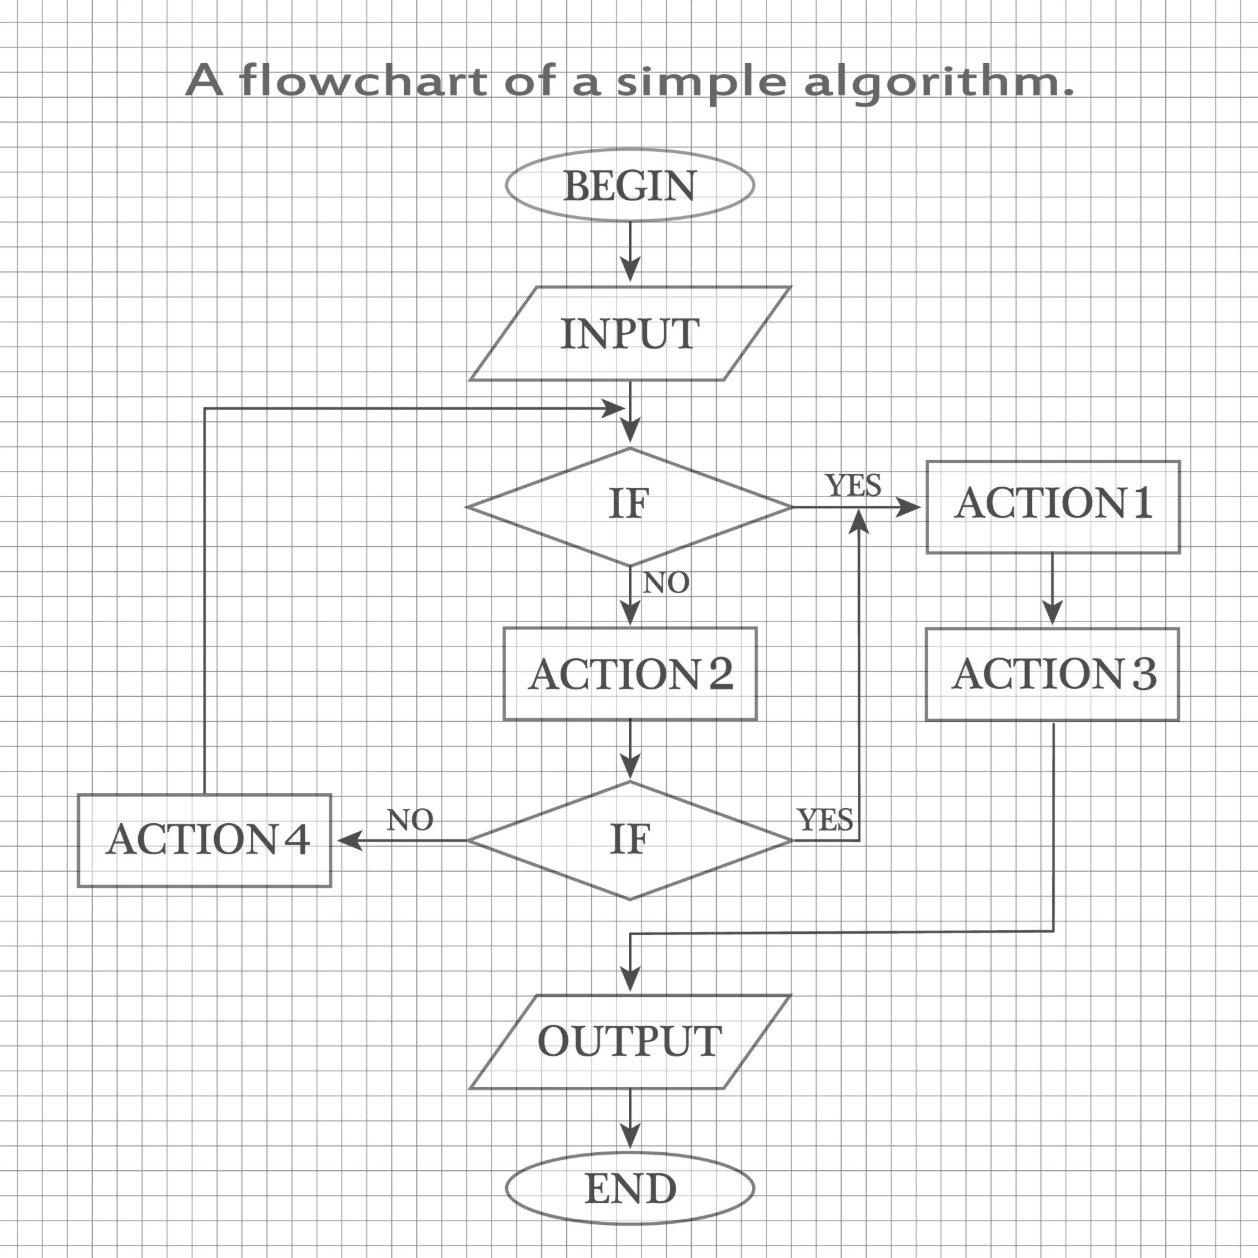 A flowchart of a simple algorithm.
BEGIN
INPUT
IF
YES
ACTION 1
NO
ACTION 2
ACTION 3
ACTION 4
NO
IF
YES
OUTPUT
END